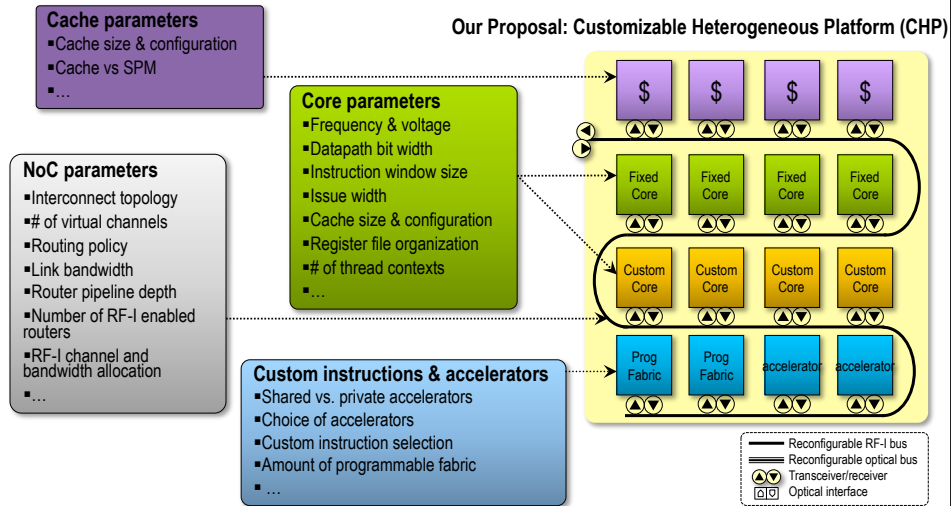 Our Proposal: Customizable Heterogeneous Platform (CHP)
Cache parameters
▪Cache size & configuration
▪Cache vs SPM
▪…
Core parameters
▪Frequency & voltage
▪Datapath bit width
▪Instruction window size
▪Issue width
▪Cache size & configuration
▪Register file organization
▪# of thread contexts
▪…
NoC parameters
▪Interconnect topology
▪# of virtual channels
▪Routing policy
▪Link bandwidth
▪Router pipeline depth
▪Number of RF-I enabled
routers
▪RF-I channel and
bandwidth allocation
▪…
Custom instructions & accelerators
▪Shared vs. private accelerators
▪Choice of accelerators
▪Custom instruction selection
▪Amount of programmable fabric
▪ …
$ $ $ $
Fixed Fixed Fixed Fixed
Core Core Core Core
Custom Custom Custom Custom
Core Core Core Core
Prog Prog accelerator accelerator
Fabric Fabric
Reconfigurable RF-I bus
Reconfigurable optical bus
Transceiver/receiver
Optical interface